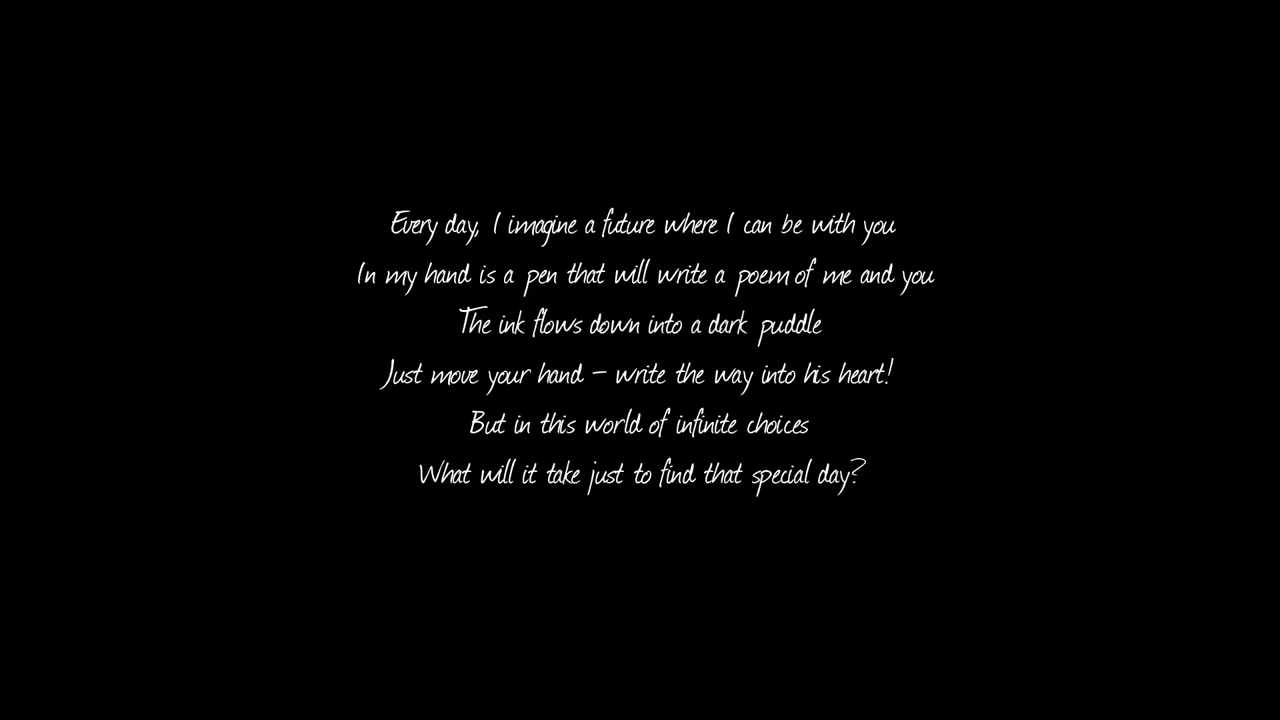 Every day, I imagine a future where I can be with you
In my hand is a pen that will write a poem of me and you
The ink flows down into a dark puddle
Just move your hand – write the way into his heart!
But in this world of infinite choices
What will it take just to find that special day?